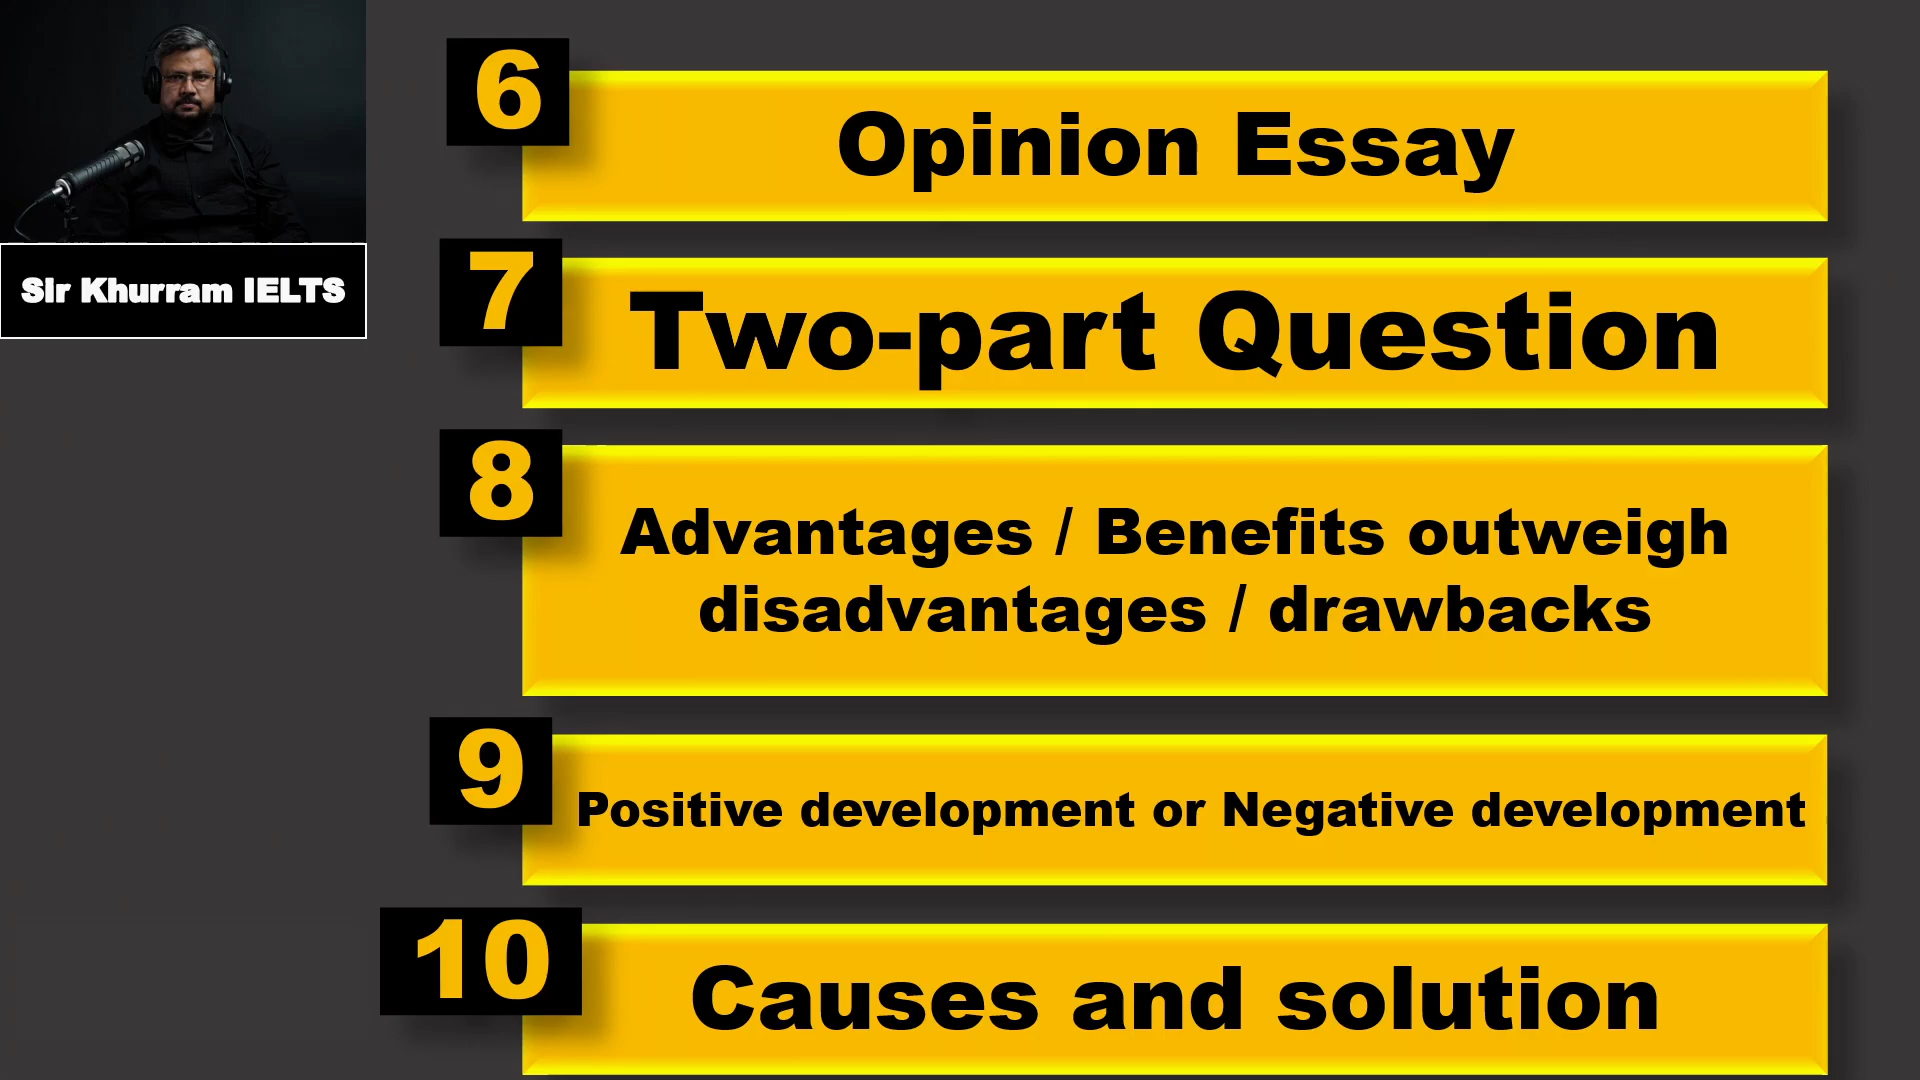 Sir Khurram IELTS
6
Opinion Essay
7
Two-part Question
8
Advantages / Benefits outweigh
disadvantages / drawbacks
9
Positive development or Negative development
10
Causes and solution